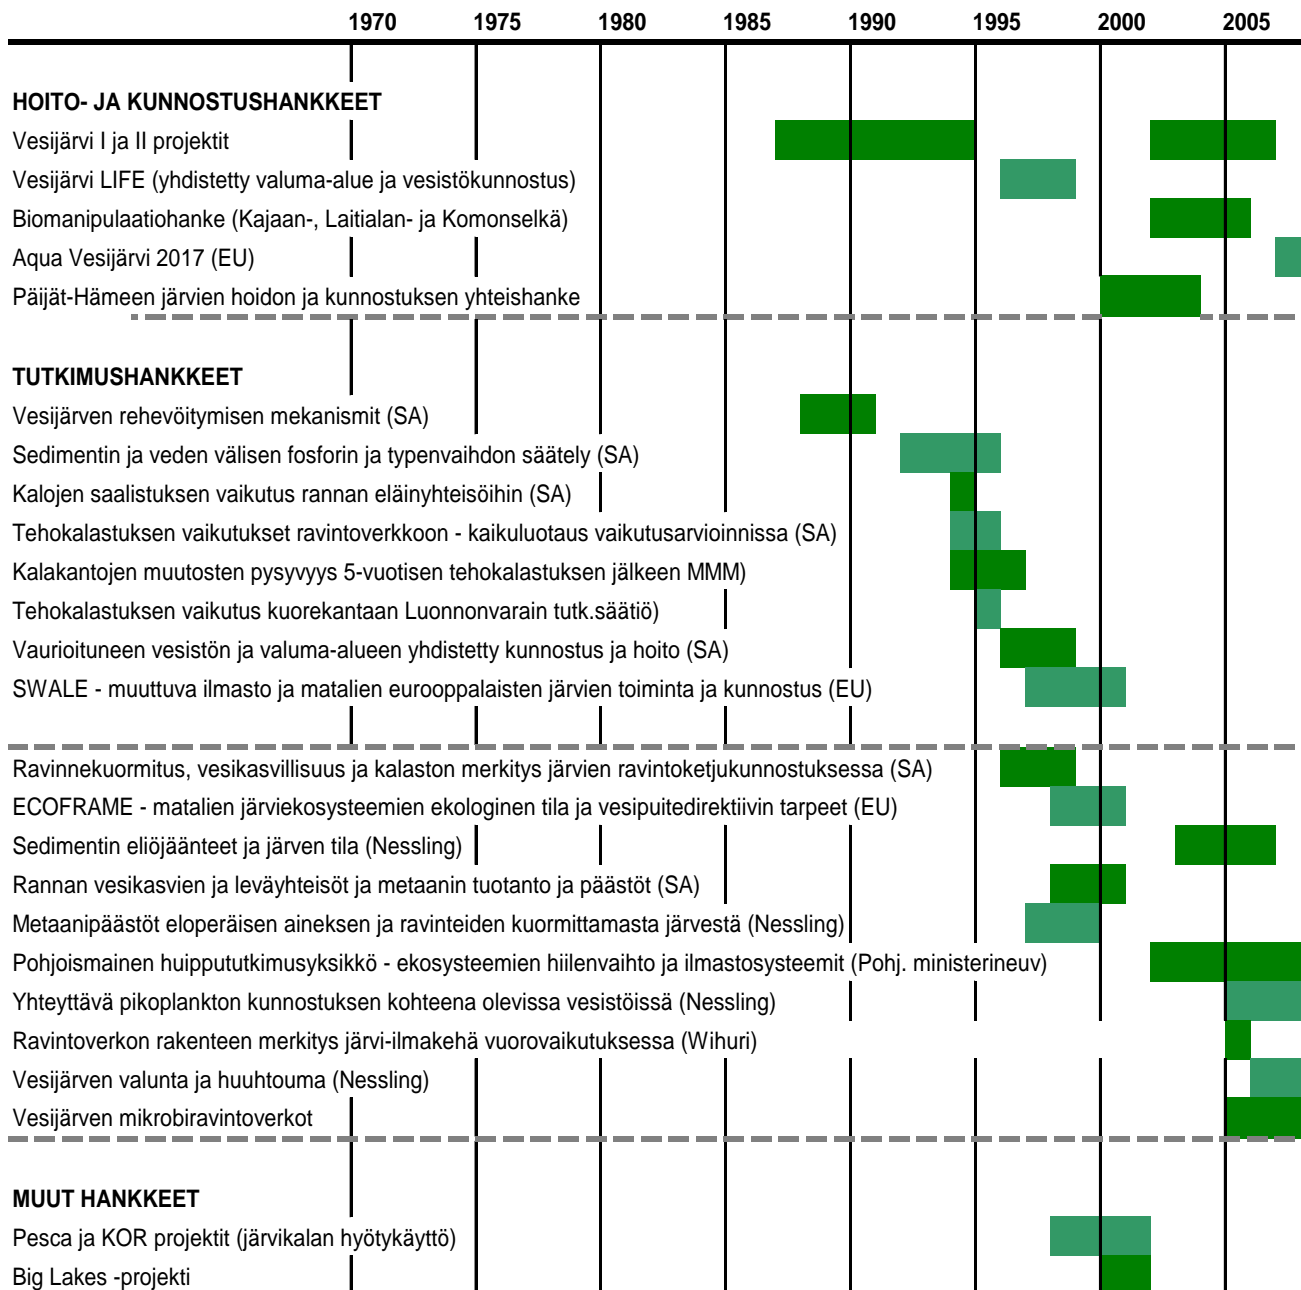 1970 1975 1980 1985 1990 1995 2000 2005
HOITO- JA KUNNOSTUSHANKKEET
Vesijärvi I ja II projektit
Vesijärvi LIFE (yhdistetty valuma-alue ja vesistökunnostus)
Biomanipulaatiohanke (Kajaan-, Laitialan- ja Komonselkä)
Aqua Vesijärvi 2017 (EU)
Päijät-Hämeen järvien hoidon ja kunnostuksen yhteishanke
TUTKIMUSHANKKEET
Vesijärven rehevöitymisen mekanismit (SA)
Sedimentin ja veden välisen fosforin ja typenvaihdon säätely (SA)
Kalojen saalistuksen vaikutus rannan eläinyhteisöihin (SA)
Tehokalastuksen vaikutukset ravintoverkkoon - kaikuluotaus vaikutusarvioinnissa (SA)
Kalakantojen muutosten pysyvyys 5-vuotisen tehokalastuksen jälkeen MMM)
Tehokalastuksen vaikutus kuorekantaan Luonnonvarain tutk.säätiö)
Vaurioituneen vesistön ja valuma-alueen yhdistetty kunnostus ja hoito (SA)
SWALE - muuttuva ilmasto ja matalien eurooppalaisten järvien toiminta ja kunnostus (EU)
Ravinnekuormitus, vesikasvillisuus ja kalaston merkitys järvien ravintoketjukunnostuksessa (SA)
ECOFRAME - matalien järviekosysteemien ekologinen tila ja vesipuitedirektiivin tarpeet (EU)
Sedimentin eliöjäänteet ja järven tila (Nessling)
Rannan vesikasvien ja leväyhteisöt ja metaanin tuotanto ja päästöt (SA)
Metaanipäästöt eloperäisen aineksen ja ravinteiden kuormittamasta järvestä (Nessling)
Pohjoismainen huippututkimusyksikkö - ekosysteemien hiilenvaihto ja ilmastosysteemit (Pohj. ministerineuv)
Yhteyttävä pikoplankton kunnostuksen kohteena olevissa vesistöissä (Nessling)
Ravintoverkon rakenteen merkitys järvi-ilmakehä vuorovaikutuksessa (Wihuri)
Vesijärven valunta ja huuhtouma (Nessling)
Vesijärven mikrobiravintoverkot
MUUT HANKKEET
Pesca ja KOR projektit (järvikalan hyötykäyttö)
Big Lakes -projekti